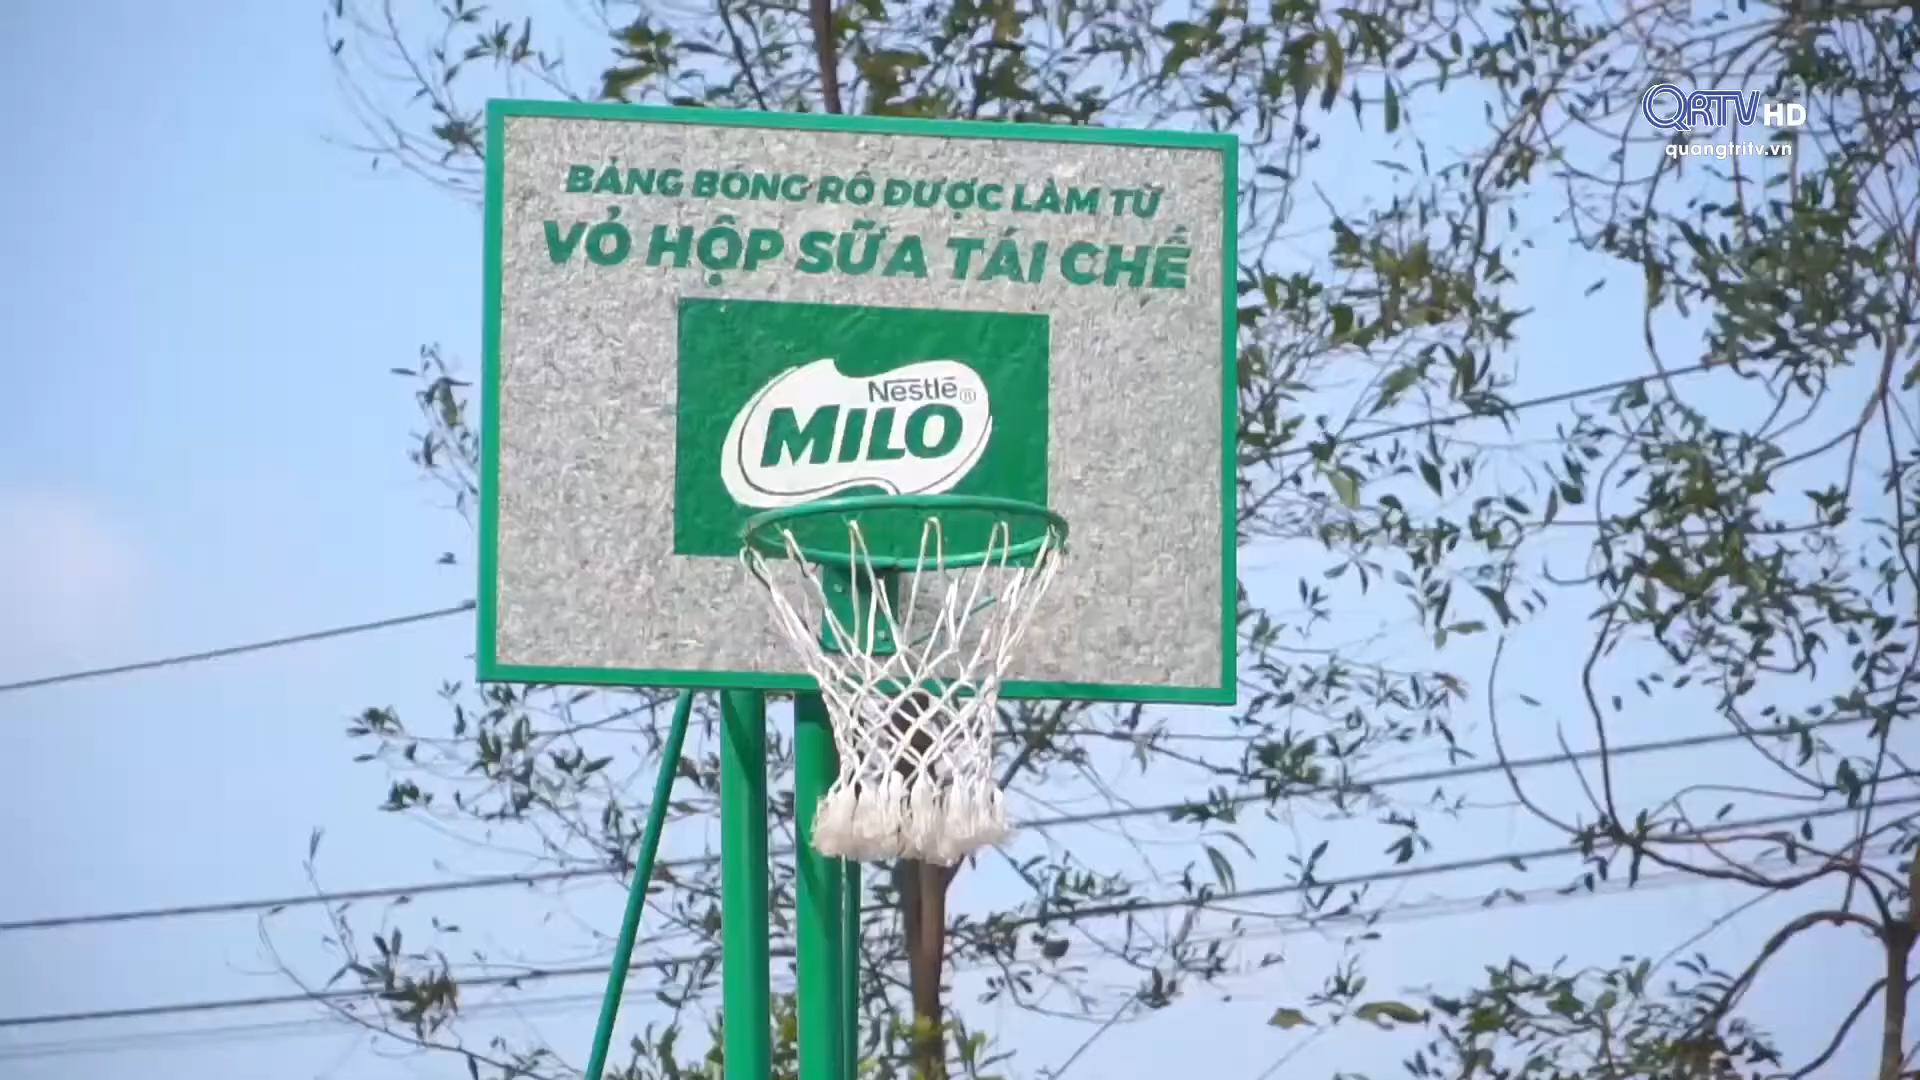 QRTV HD
quangtritv.vn
BẢNG BÓNG RỔ ĐƯỢC LÀM TỪ
VỎ HỘP SỮA TÁI CHẾ
Nestlé®
MILO